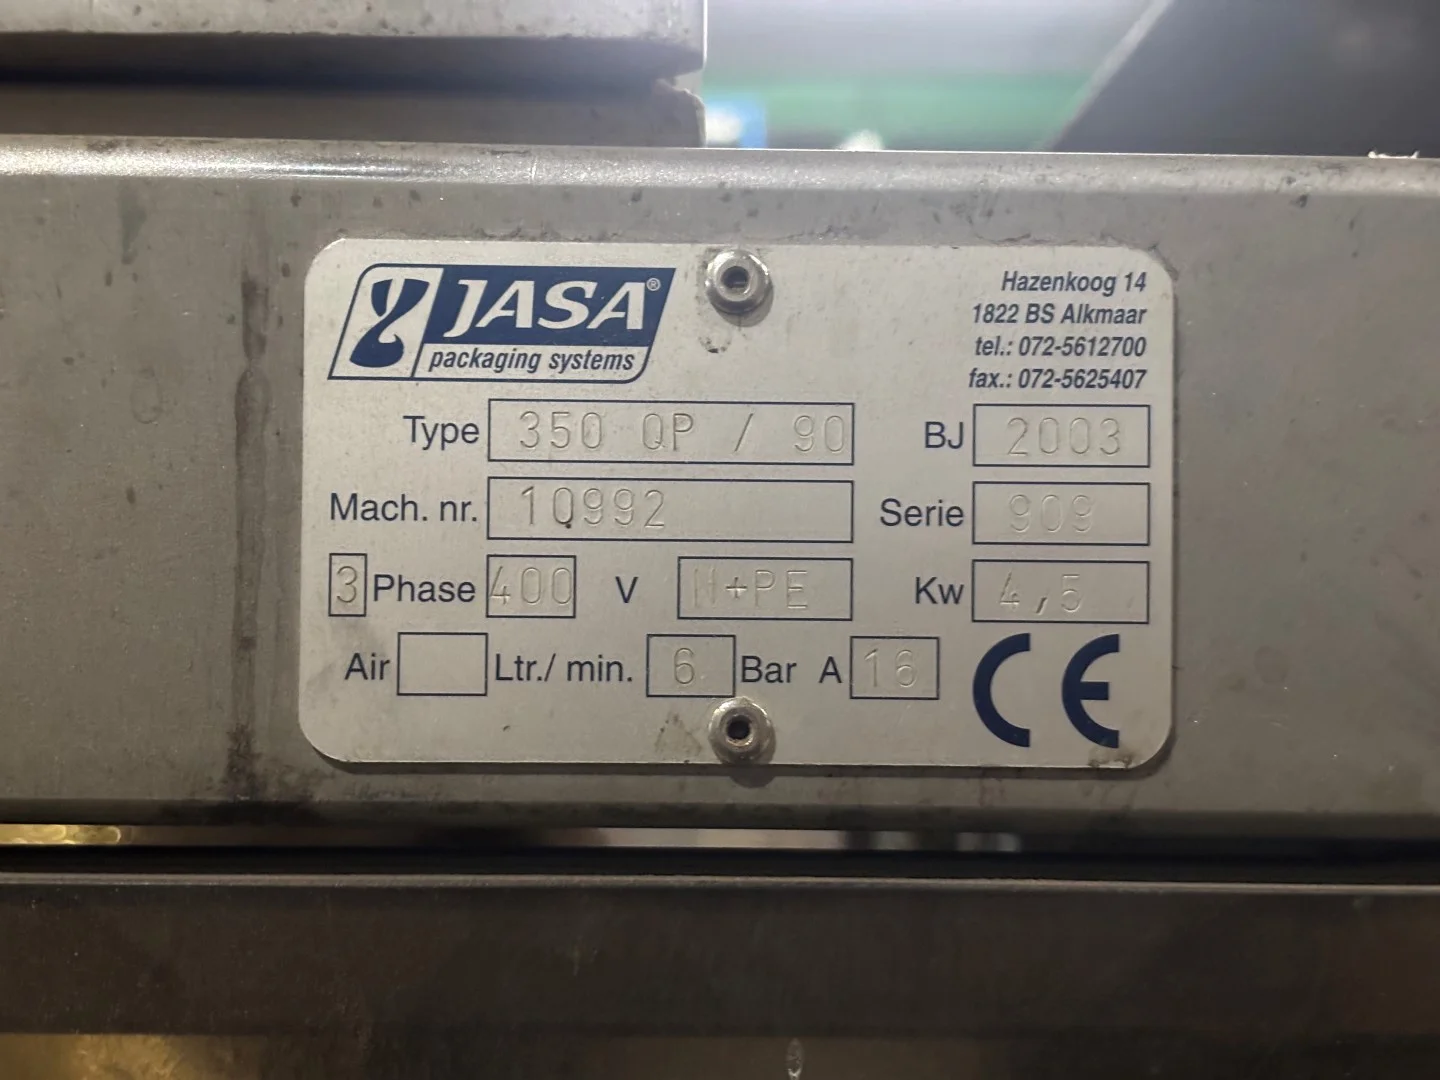 JASA®
packaging systems
Hazenkoog 14
1822 BS Alkmaar
tel.: 072-5612700
fax.: 072-5625407
Type 350 QP / 90 BJ 2003
Mach. nr. 10992 Serie 909
3 Phase 400 V N+PE Kw 4,5
Air Ltr./ min. 6 Bar A 16 CE